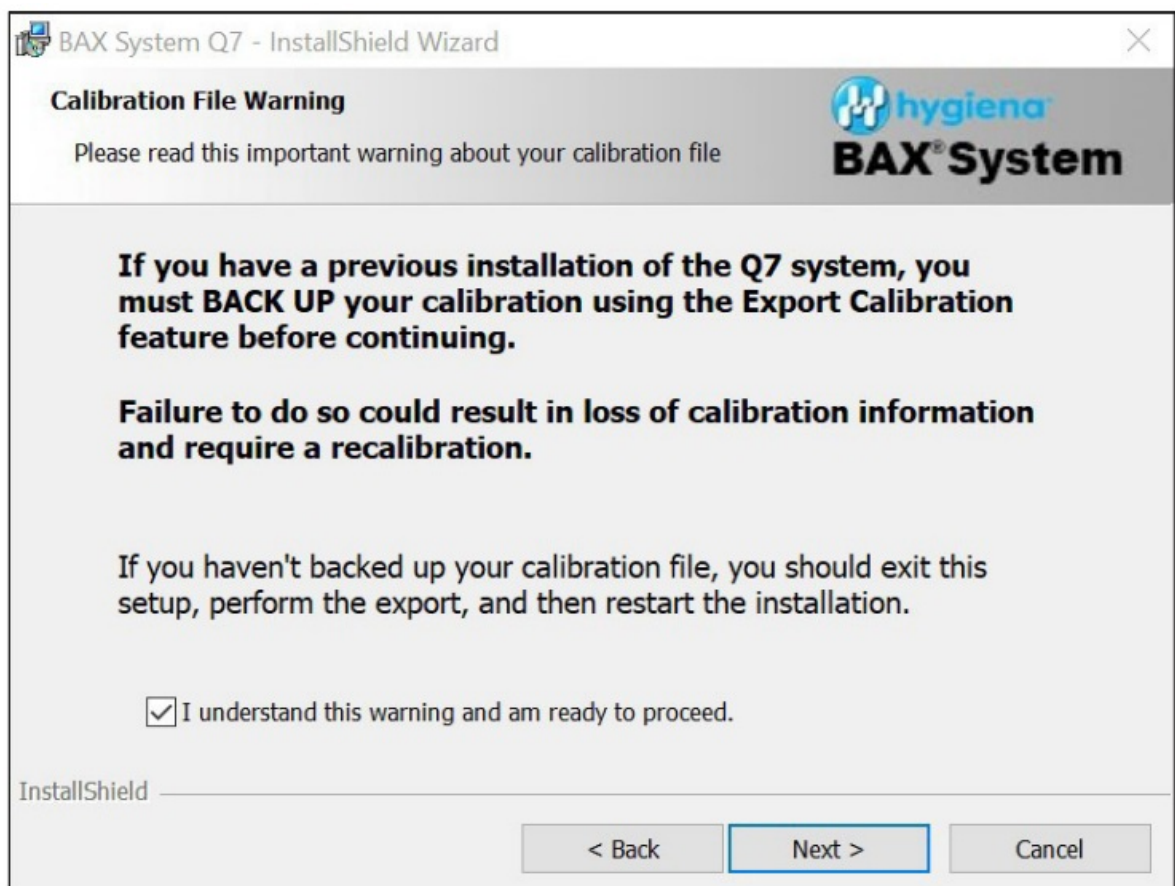 BAX System Q7 - InstallShield Wizard
Calibration File Warning
Please read this important warning about your calibration file
hygiena
BAX® System
If you have a previous installation of the Q7 system, you
must BACK UP your calibration using the Export Calibration
feature before continuing.
Failure to do so could result in loss of calibration information
and require a recalibration.
If you haven't backed up your calibration file, you should exit this
setup, perform the export, and then restart the installation.
I understand this warning and am ready to proceed.
InstallShield
< Back
Next >
Cancel